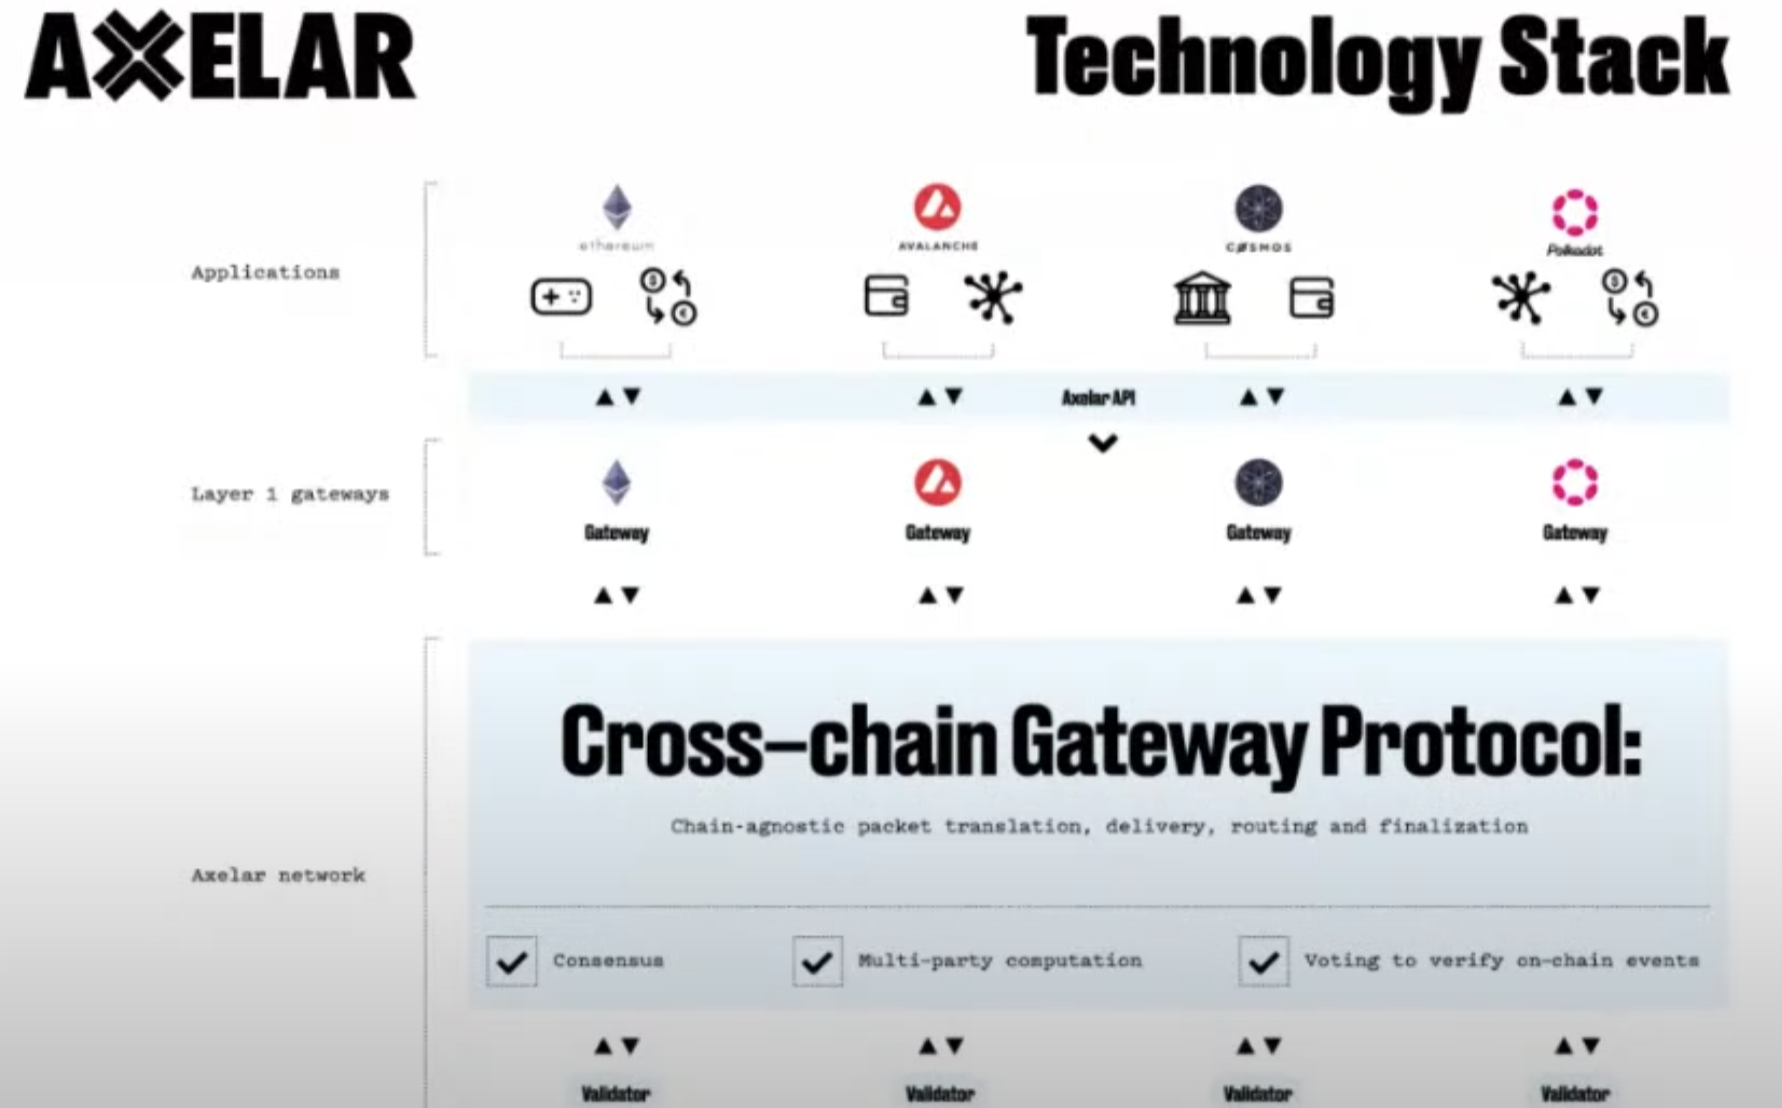 AXELAR
Technology Stack
ethereum
AVALANCHE
COSMOS
Polkadot
Applications
Axelar API
Layer 1 gateways
Gateway
Gateway
Gateway
Gateway
Cross-chain Gateway Protocol:
Chain-agnostic packet translation, delivery, routing and finalization
Axelar network
Consensus
Multi-party computation
Voting to verify on-chain events
Validator
Validator
Validator
Validator